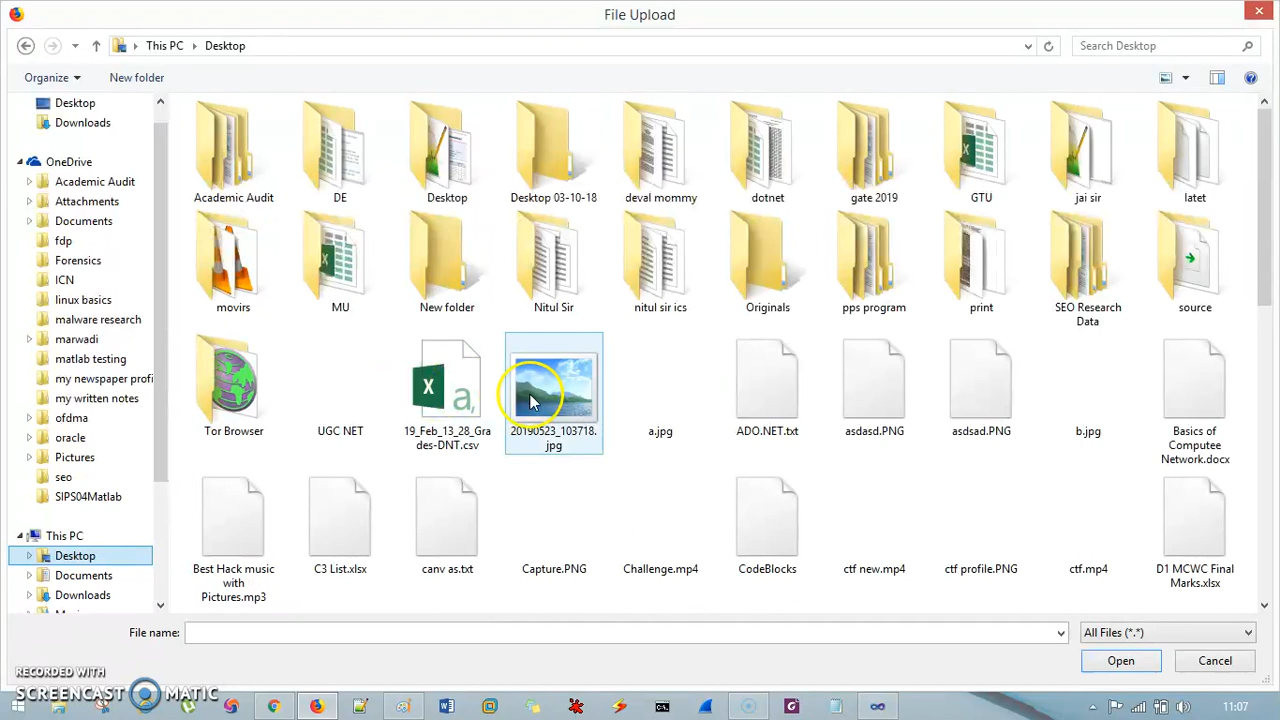 File Upload
This PC
Desktop
Search Desktop
Organize
New folder
Desktop
Downloads
OneDrive
Academic Audit
Attachments
Documents
fdp
Forensics
ICN
linux basics
malware research
marwadi
matlab testing
my newspaper profi
my written notes
ofdma
oracle
Pictures
seo
SIPS04Matlab
This PC
Desktop
Documents
Downloads
Academic Audit
DE
Desktop
Desktop 03-10-18
deval mommy
dotnet
gate 2019
GTU
jai sir
latet
movirs
MU
New folder
Nitul Sir
nitul sir ics
Originals
pps program
print
SEO Research
Data
source
Tor Browser
UGC NET
19_Feb_13_28_Gra
des-DNT.csv
20190523_103718.
jpg
a.jpg
ADO.NET.txt
asdasd.PNG
asdsad.PNG
b.jpg
Basics of
Computee
Network.docx
Best Hack music
with
Pictures.mp3
C3 List.xlsx
canv as.txt
Capture.PNG
Challenge.mp4
CodeBlocks
ctf new.mp4
ctf profile.PNG
ctf.mp4
D1 MCWC Final
Marks.xlsx
File name:
All Files (*.*)
Open
Cancel
RECORDED WITH
SCREENCAST MATIC
11:07